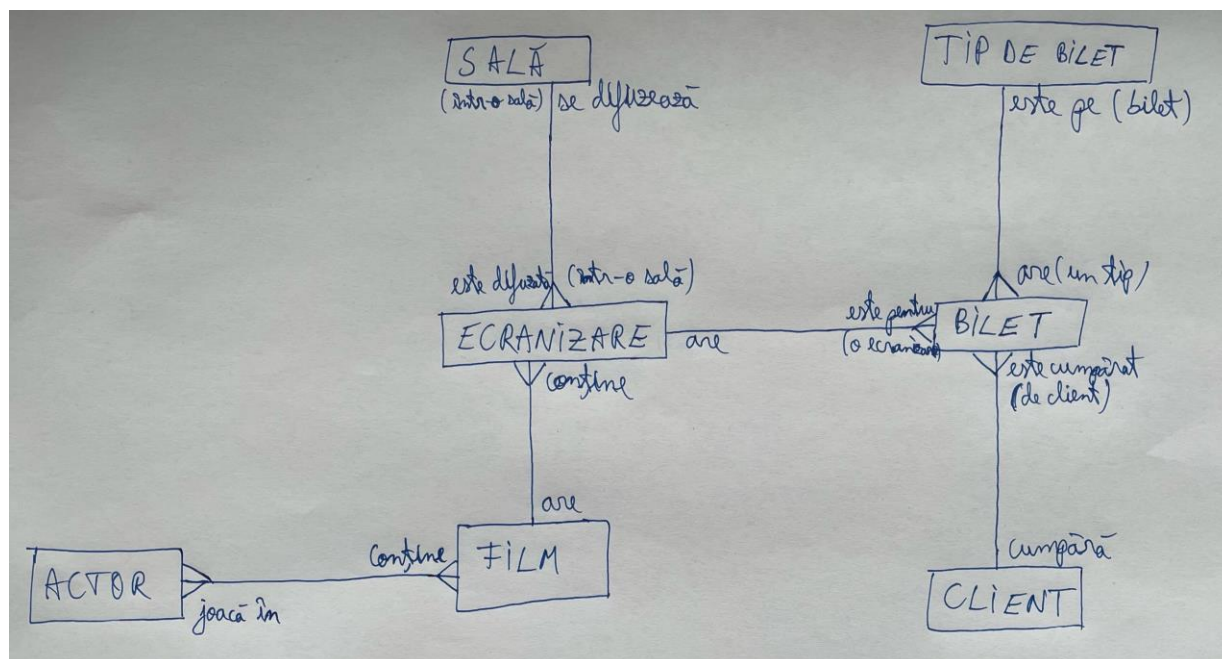 SALĂ
(într-o sală) se difuzează
TIP DE BILET
este pe (bilet)
este difuzată (într-o sală)
ECRANIZARE
are
conține
este pentru
(o ecranizare)
are (un tip)
BILET
este cumpărat
(de client)
are
FILM
conține
ACTOR
joacă în
cumpără
CLIENT